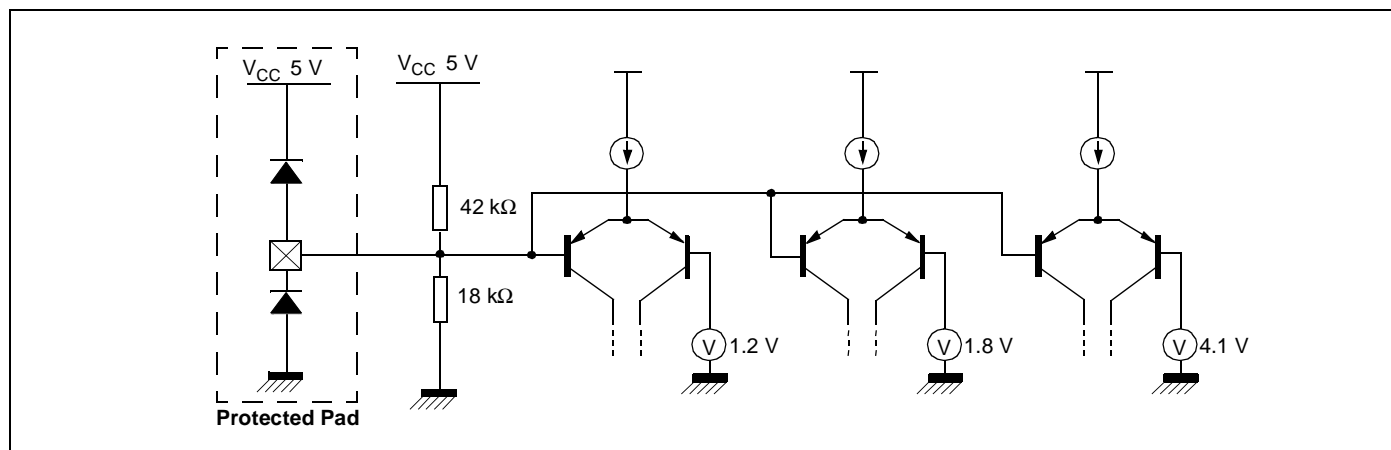 VCC 5 V
VCC 5 V
42 kΩ
18 kΩ
V 1.2 V
V 1.8 V
V 4.1 V
Protected Pad